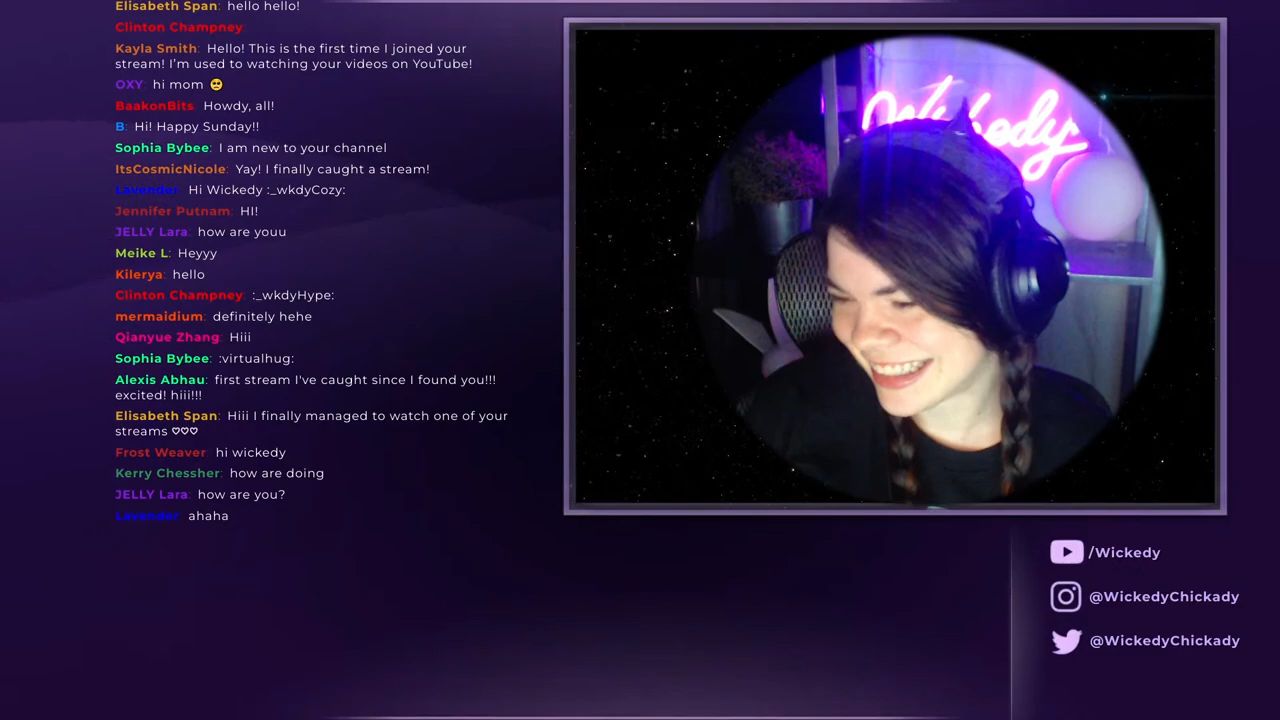 Elisabeth Span: hello hello!
Clinton Champney:
Kayla Smith: Hello! This is the first time I joined your
stream! I'm used to watching your videos on YouTube!
OXY: hi mom 🥺
BaakonBits: Howdy, all!
B: Hi! Happy Sunday!!
Sophia Bybee: I am new to your channel
ItsCosmicNicole: Yay! I finally caught a stream!
Lavender: Hi Wickedy :_wkdyCozy:
Jennifer Putnam: HI!
JELLY Lara: how are youu
Meike L: Heyyy
Kilerya: hello
Clinton Champney: :_wkdyHype:
mermaidium: definitely hehe
Qianyue Zhang: Hiii
Sophia Bybee: :virtualhug:
Alexis Abhau: first stream I've caught since I found you!!!
excited! hiii!!!
Elisabeth Span: Hiii I finally managed to watch one of your
streams ♡♡♡
Frost Weaver: hi wickedy
Kerry Chessher: how are doing
JELLY Lara: how are you?
Lavender: ahaha
Wickedy
/Wickedy
@WickedyChickady
@WickedyChickady